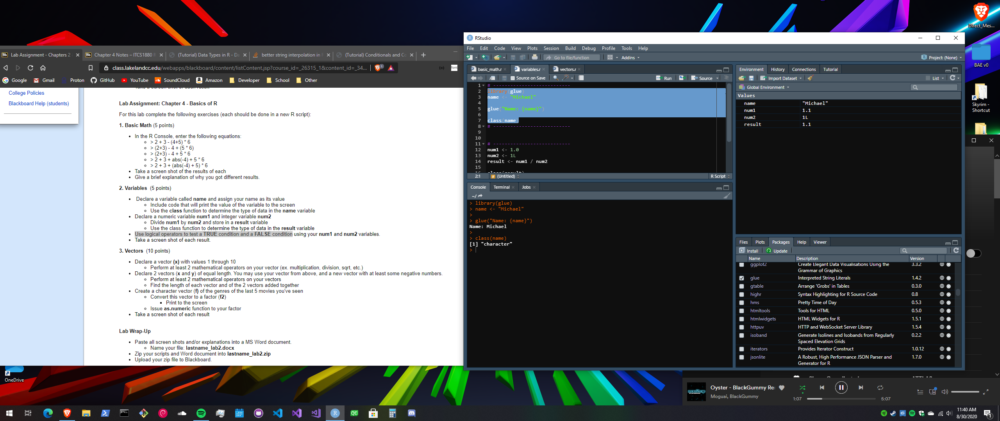 Direct_Mes...
BAE v0
Skyrim -
Shortcut
OneDrive
Lab Assignment - Chapters 2
Chapter 4 Notes – ITCS1880 R
(Tutorial) Data Types in R - Da
better string interpolation in R
(Tutorial) Conditionals and Co
class.lakelandcc.edu/webapps/blackboard/content/listContent.jsp?course_id=_26315_1&content_id=_34...
Google
Gmail
Proton
GitHub
YouTube
SoundCloud
Amazon
Developer
School
Other
College Policies
Blackboard Help (students)
Take a screen shot of each result
Lab Assignment: Chapter 4 - Basics of R
For this lab complete the following exercises (each should be done in a new R script):
1. Basic Math (5 points)
In the R Console, enter the following equations:
> 2 + 3 - (4+5) * 6
> (2+3) - 4 + (5 * 6)
> (2+3) - 4 + 5 * 6
> 2 + 3 + abs(-4) + 5 * 6
> 2 + 3 + (abs(-4) + 5) * 6
Take a screen shot of the results of each
Give a brief explanation of why you got different results.
2. Variables (5 points)
Declare a variable called name and assign your name as its value
Include code that will print the value of the variable to the screen
Use the class function to determine the type of data in the name variable
Declare a numeric variable num1 and integer variable num2
Divide num1 by num2 and store in a result variable
Use the class function to determine the type of data in the result variable
Use logical operators to test a TRUE condition and a FALSE condition using your num1 and num2 variables.
Take a screen shot of each result.
3. Vectors (10 points)
Declare a vector (x) with values 1 through 10
Perform at least 2 mathematical operators on your vector (ex. multiplication, division, sqrt, etc.)
Declare 2 vectors (x and y) of equal length. You may use your vector from above, and a new vector with at least some negative numbers.
Perform at least 2 mathematical operators on your vectors
Find the length of each vector and of the 2 vectors added together
Create a character vector (f) of the genres of the last 5 movies you've seen
Convert this vector to a factor (f2)
Print to the screen
Issue as.numeric function to your factor
Take a screen shot of each result
Lab Wrap-Up
Paste all screen shots and/or explanations into a MS Word document.
Name your file: lastname_lab2.docx
Zip your scripts and Word document into lastname_lab2.zip
Upload your zip file to Blackboard.
RStudio
File Edit Code View Plots Session Build Debug Profile Tools Help
Go to file/function
Addins
Project: (None)
basic_math.r
variables.r
vectors.r
Source on Save
Run
Source
1 # ---------------------------
2 library(glue)
3 name <- "Michael"
4
5 glue("Name: {name}")
6
7 class(name)
8 # ---------------------------
9
10
11 # ---------------------------
12 num1 <- 1.0
13 num2 <- 1L
14 result <- num1 / num2
15
16 class(result)
2:1
(Untitled)
R Script
Console
Terminal
Jobs
~/
> library(glue)
> name <- "Michael"
>
> glue("Name: {name}")
Name: Michael
>
> class(name)
[1] "character"
>
Environment
History
Connections
Tutorial
Import Dataset
List
Global Environment
Values
name "Michael"
num1 1.1
num2 1L
result 1.1
Files
Plots
Packages
Help
Viewer
Install
Update
Name Description Version
ggplot2 Create Elegant Data Visualisations Using the 3.3.2
Grammar of Graphics
glue Interpreted String Literals 1.4.2
gtable Arrange 'Grobs' in Tables 0.3.0
highr Syntax Highlighting for R Source Code 0.8
hms Pretty Time of Day 0.5.3
htmltools Tools for HTML 0.5.0
htmlwidgets HTML Widgets for R 1.5.1
httpuv HTTP and WebSocket Server Library 1.5.4
isoband Generate Isolines and Isobands from Regularly 0.2.2
Spaced Elevation Grids
iterators Provides Iterator Construct 1.0.12
jsonlite A Robust, High Performance JSON Parser and 1.7.0
Generator for R
Oyster - BlackGummy Re
Moguai, BlackGummy
1:07
5:07
11:40 AM
8/30/2020